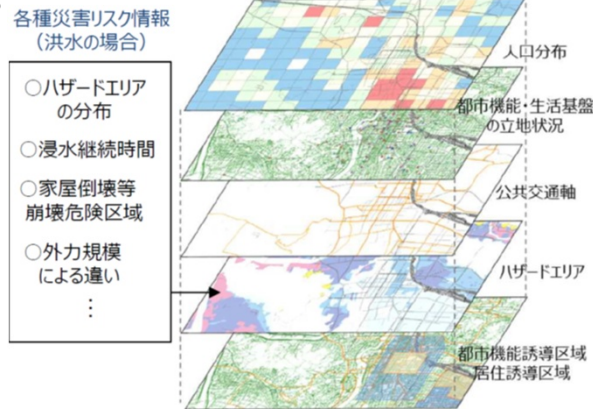 各種災害リスク情報
（洪水の場合）
○ハザードエリア
の分布
○浸水継続時間
○家屋倒壊等
崩壊危険区域
○外力規模
による違い
⋮
人口分布
都市機能・生活基盤
の立地状況
公共交通軸
ハザードエリア
都市機能誘導区域
居住誘導区域